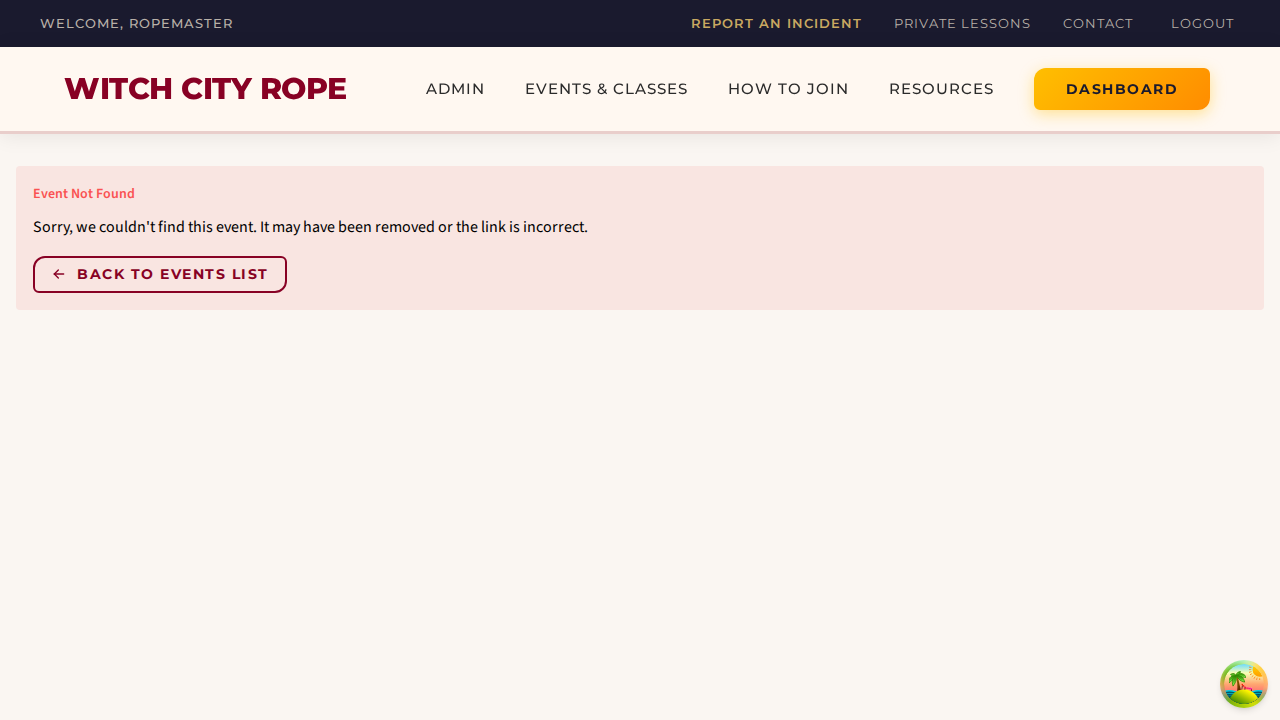 WELCOME, ROPEMASTER
REPORT AN INCIDENT
PRIVATE LESSONS
CONTACT
LOGOUT
WITCH CITY ROPE
ADMIN
EVENTS & CLASSES
HOW TO JOIN
RESOURCES
DASHBOARD
Event Not Found
Sorry, we couldn't find this event. It may have been removed or the link is incorrect.
← BACK TO EVENTS LIST